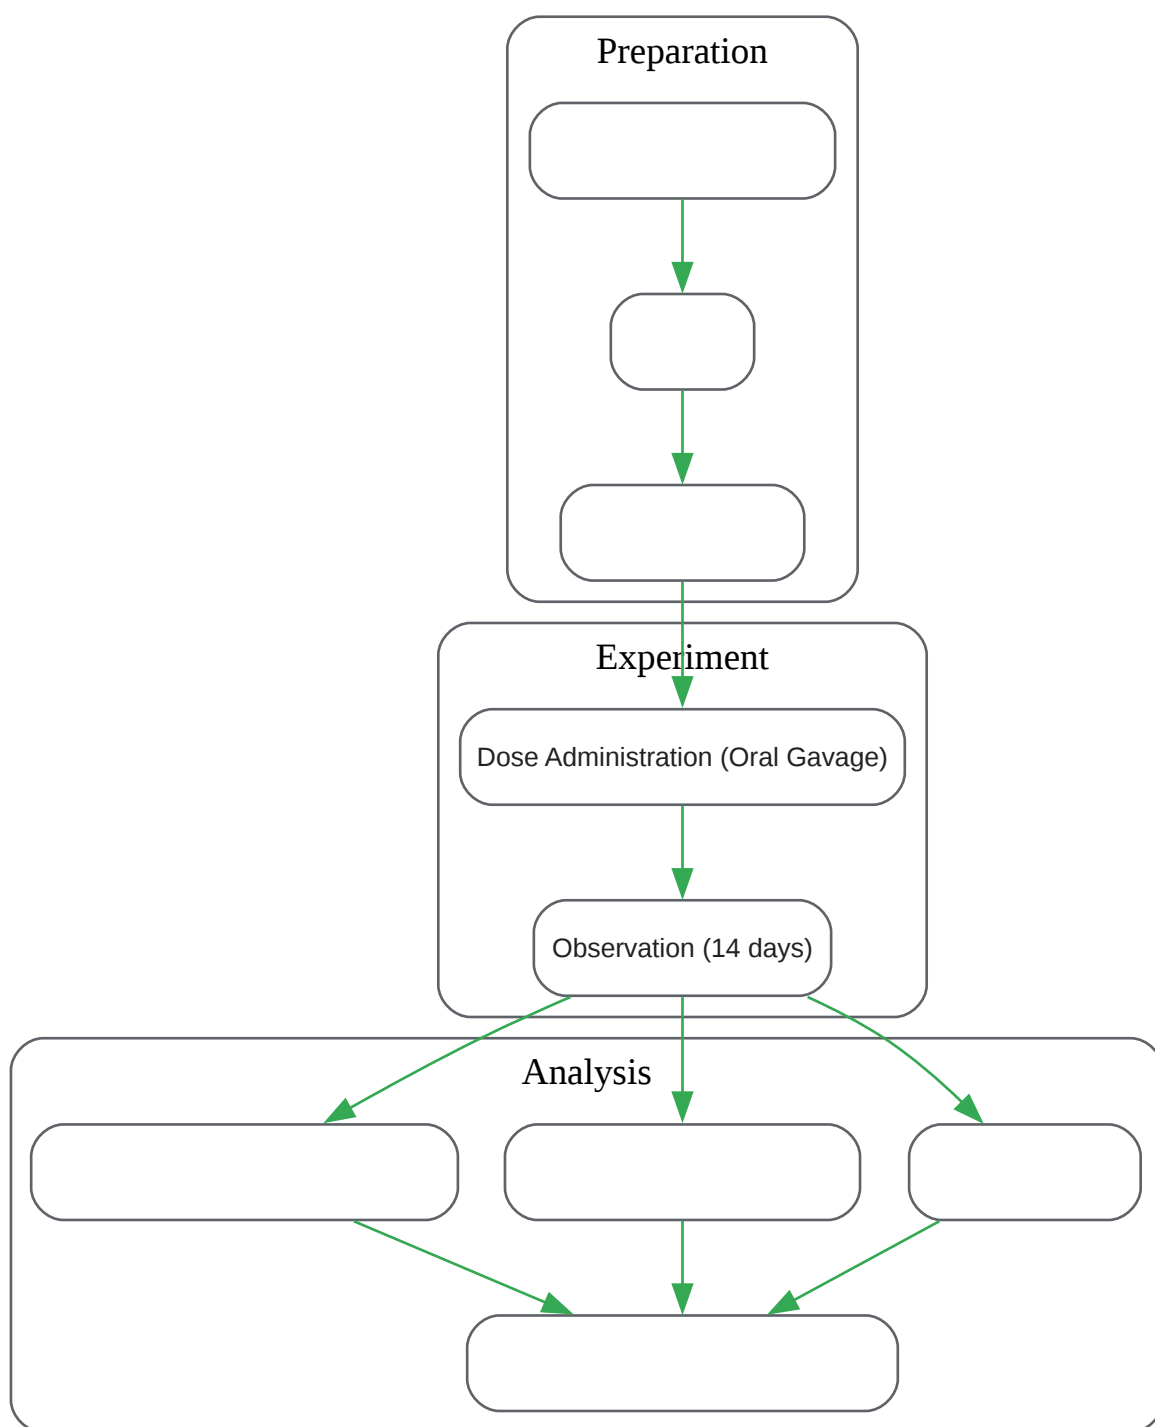 Preparation
Experiment
Dose Administration (Oral Gavage)
Observation (14 days)
Analysis